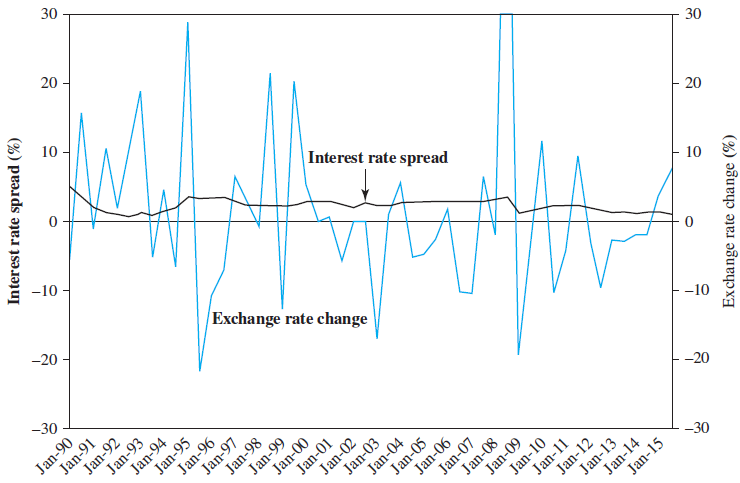 30
20
10
0
−10
−20
−30
Interest rate spread (%)
30
20
10
0
−10
−20
−30
Exchange rate change (%)
Interest rate spread
Exchange rate change
Jan-90
Jan-91
Jan-92
Jan-93
Jan-94
Jan-95
Jan-96
Jan-97
Jan-98
Jan-99
Jan-00
Jan-01
Jan-02
Jan-03
Jan-04
Jan-05
Jan-06
Jan-07
Jan-08
Jan-09
Jan-10
Jan-11
Jan-12
Jan-13
Jan-14
Jan-15